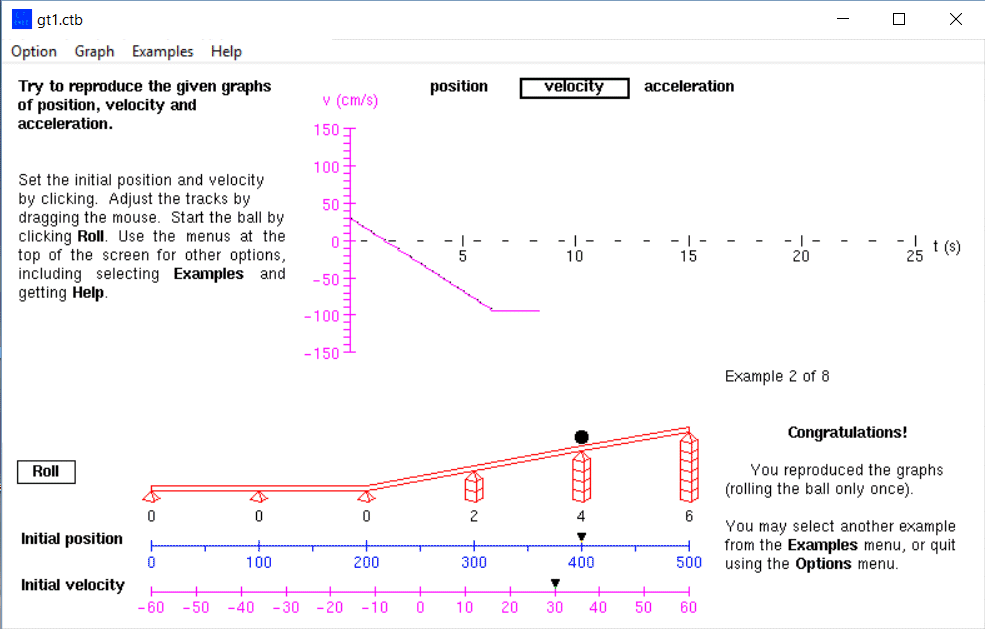 gt1.ctb
Option Graph Examples Help
Try to reproduce the given graphs
of position, velocity and
acceleration.
Set the initial position and velocity
by clicking. Adjust the tracks by
dragging the mouse. Start the ball by
clicking Roll. Use the menus at the
top of the screen for other options,
including selecting Examples and
getting Help.
position velocity acceleration
v (cm/s)
150
100
50
0
-50
-100
-150
5 10 15 20 25 t (s)
Example 2 of 8
Congratulations!
You reproduced the graphs
(rolling the ball only once).
You may select another example
from the Examples menu, or quit
using the Options menu.
Roll
0 0 0 2 4 6
Initial position
0 100 200 300 400 500
Initial velocity
-60 -50 -40 -30 -20 -10 0 10 20 30 40 50 60